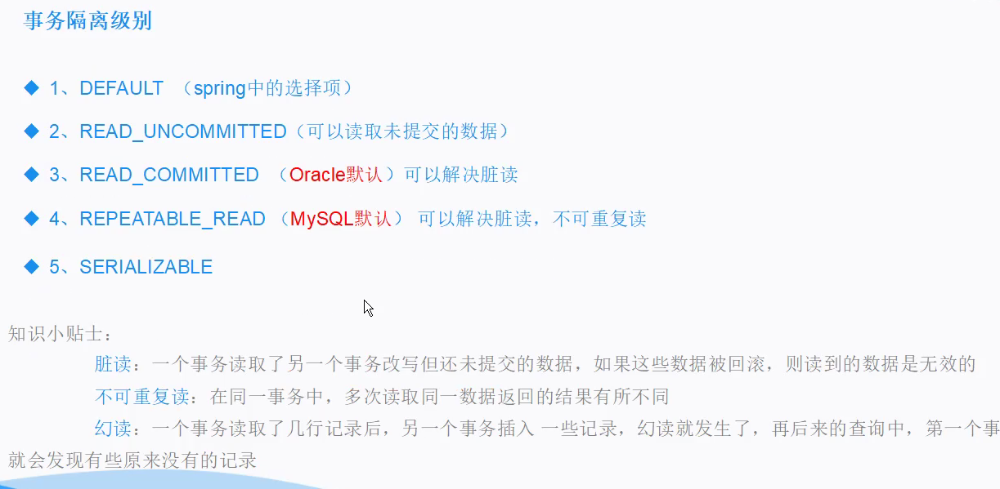 事务隔离级别
◆ 1、DEFAULT （spring中的选择项）
◆ 2、READ_UNCOMMITTED（可以读取未提交的数据）
◆ 3、READ_COMMITTED （Oracle默认）可以解决脏读
◆ 4、REPEATABLE_READ （MySQL默认） 可以解决脏读，不可重复读
◆ 5、SERIALIZABLE
知识小贴士：
脏读：一个事务读取了另一个事务改写但还未提交的数据，如果这些数据被回滚，则读到的数据是无效的
不可重复读：在同一事务中，多次读取同一数据返回的结果有所不同
幻读：一个事务读取了几行记录后，另一个事务插入 一些记录，幻读就发生了，再后来的查询中，第一个事
就会发现有些原来没有的记录